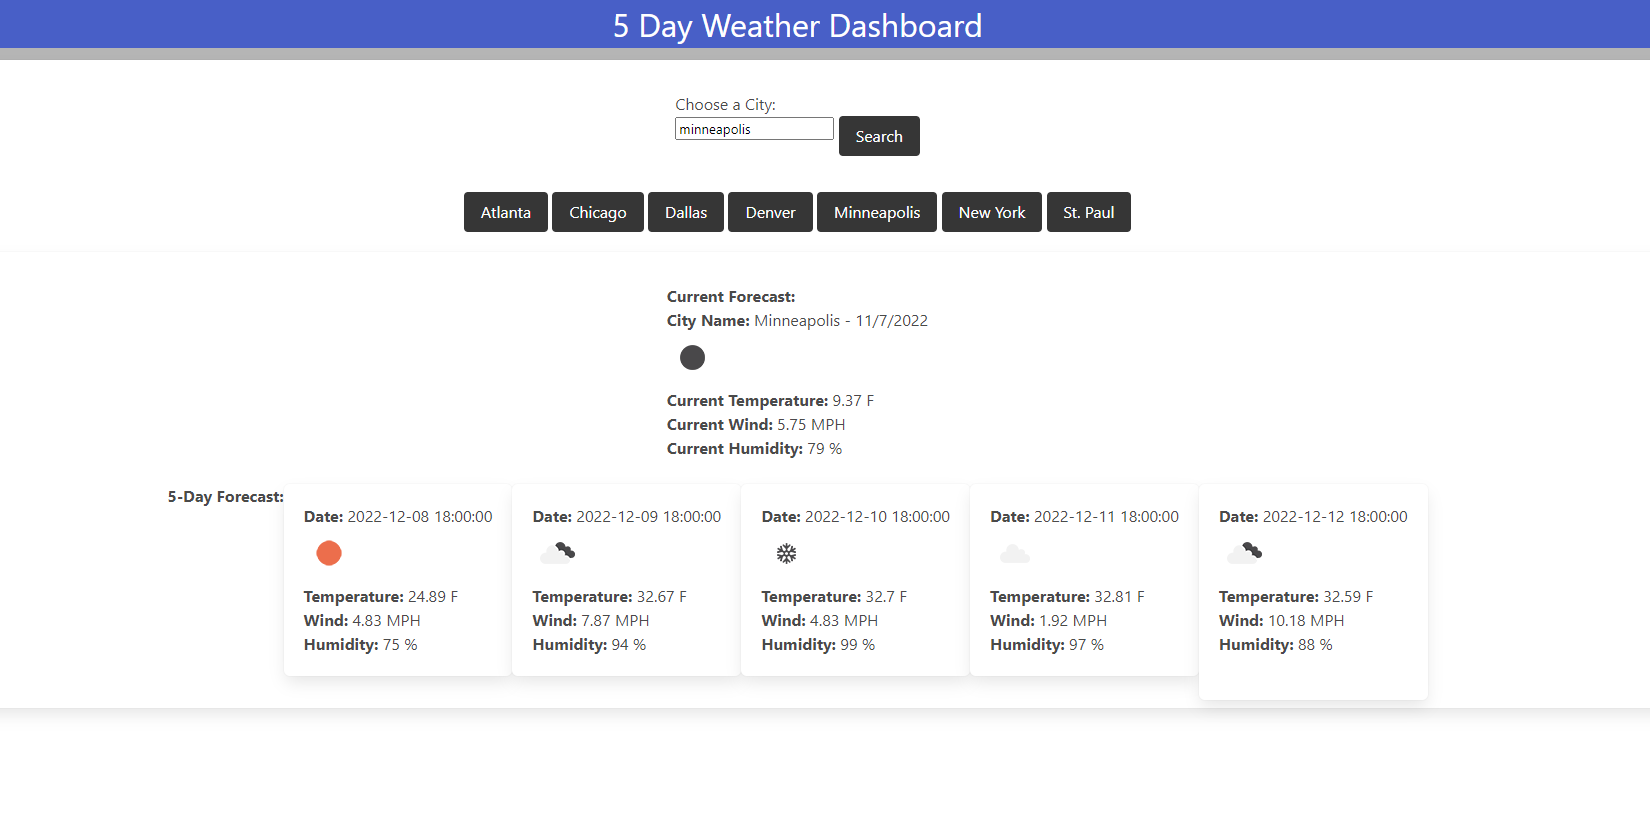 5 Day Weather Dashboard
Choose a City:
minneapolis
Search
Atlanta Chicago Dallas Denver Minneapolis New York St. Paul
Current Forecast:
City Name: Minneapolis - 11/7/2022
Current Temperature: 9.37 F
Current Wind: 5.75 MPH
Current Humidity: 79 %
5-Day Forecast:
Date: 2022-12-08 18:00:00
Temperature: 24.89 F
Wind: 4.83 MPH
Humidity: 75 %
Date: 2022-12-09 18:00:00
Temperature: 32.67 F
Wind: 7.87 MPH
Humidity: 94 %
Date: 2022-12-10 18:00:00
Temperature: 32.7 F
Wind: 4.83 MPH
Humidity: 99 %
Date: 2022-12-11 18:00:00
Temperature: 32.81 F
Wind: 1.92 MPH
Humidity: 97 %
Date: 2022-12-12 18:00:00
Temperature: 32.59 F
Wind: 10.18 MPH
Humidity: 88 %